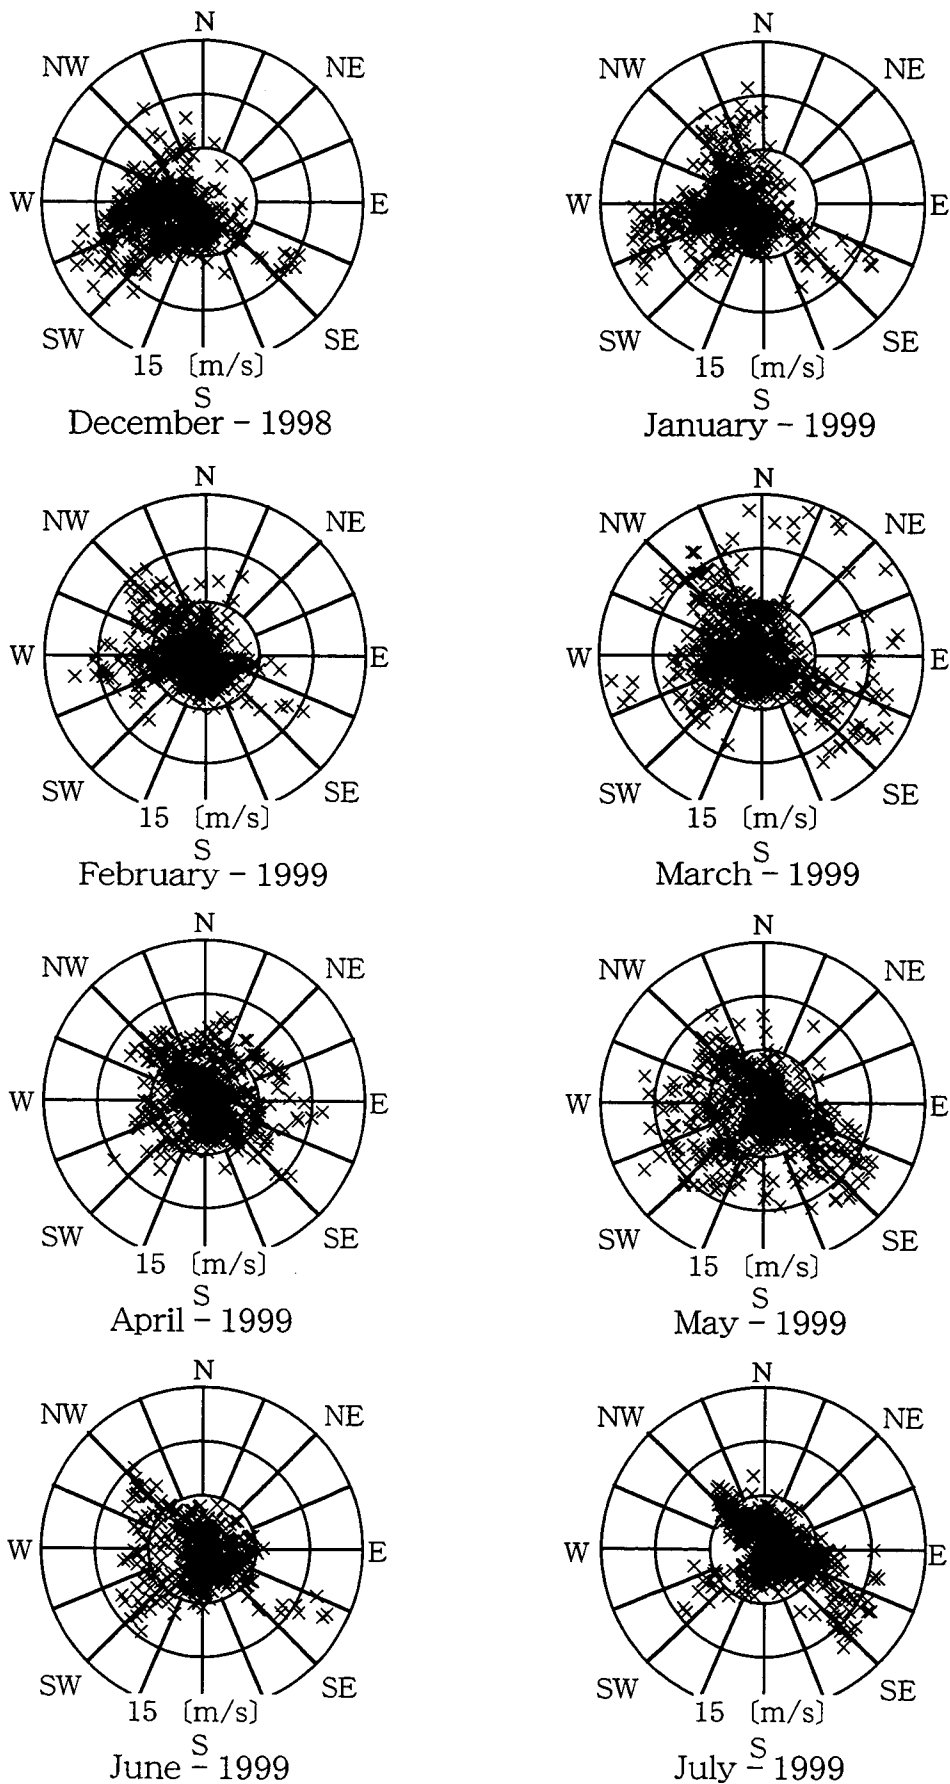 N N
NW NE NW NE
W E W E
SW SE SW SE
15 [m/s] 15 [m/s]
S S
December - 1998 January - 1999
N N
NW NE NW NE
W E W E
SW SE SW SE
15 [m/s] 15 [m/s]
S S
February - 1999 March - 1999
N N
NW NE NW NE
W E W E
SW SE SW SE
15 [m/s] 15 [m/s]
S S
April - 1999 May - 1999
N N
NW NE NW NE
W E W E
SW SE SW SE
15 [m/s] 15 [m/s]
S S
June - 1999 July - 1999